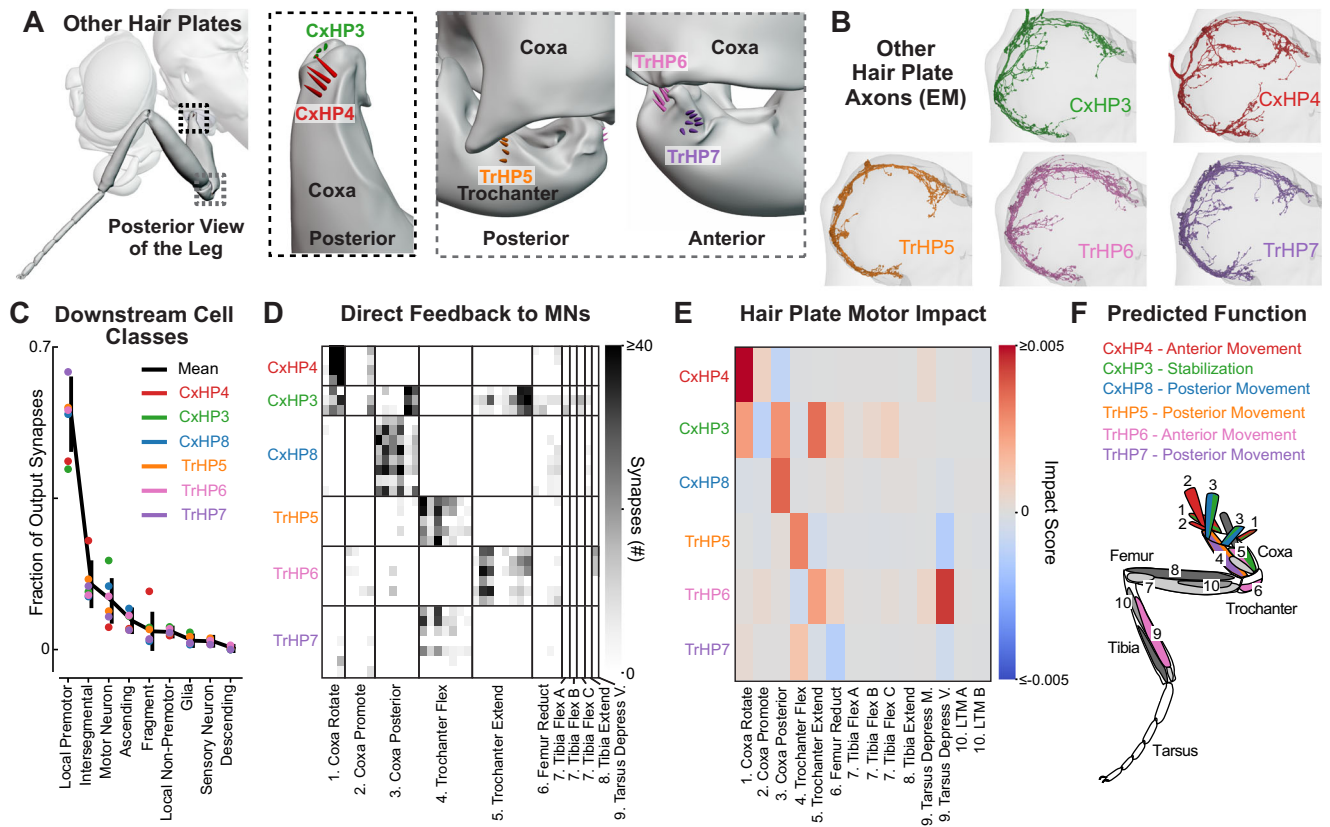 A Other Hair Plates
Posterior View
of the Leg
CxHP3
CxHP4
Coxa
Posterior
Coxa
TrHP5
Trochanter
Posterior
TrHP6
Coxa
TrHP7
Anterior
B
Other
Hair Plate
Axons (EM)
CxHP3
CxHP4
TrHP5
TrHP6
TrHP7
C Downstream Cell
Classes
0.7
0
Fraction of Output Synapses
Mean
CxHP4
CxHP3
CxHP8
TrHP5
TrHP6
TrHP7
Local Premotor
Intersegmental
Motor Neuron
Ascending
Fragment
Local Non-Premotor
Glia
Sensory Neuron
Descending
D Direct Feedback to MNs
CxHP4
CxHP3
CxHP8
TrHP5
TrHP6
TrHP7
≥40
Synapses (#)
0
1. Coxa Rotate
2. Coxa Promote
3. Coxa Posterior
4. Trochanter Flex
5. Trochanter Extend
6. Femur Reduct
7. Tibia Flex A
7. Tibia Flex B
7. Tibia Flex C
8. Tibia Extend
9. Tarsus Depress V.
E Hair Plate Motor Impact
CxHP4
CxHP3
CxHP8
TrHP5
TrHP6
TrHP7
≥0.005
0
≤-0.005
Impact Score
1. Coxa Rotate
2. Coxa Promote
3. Coxa Posterior
4. Trochanter Flex
5. Trochanter Extend
6. Femur Reduct
7. Tibia Flex A
7. Tibia Flex B
7. Tibia Flex C
8. Tibia Extend
9. Tarsus Depress M.
9. Tarsus Depress V.
10. LTM A
10. LTM B
F Predicted Function
CxHP4 - Anterior Movement
CxHP3 - Stabilization
CxHP8 - Posterior Movement
TrHP5 - Posterior Movement
TrHP6 - Anterior Movement
TrHP7 - Posterior Movement
2
3
1
2
3
1
5
4
Coxa
Femur
8
7
10
6
Trochanter
10
9
Tibia
Tarsus